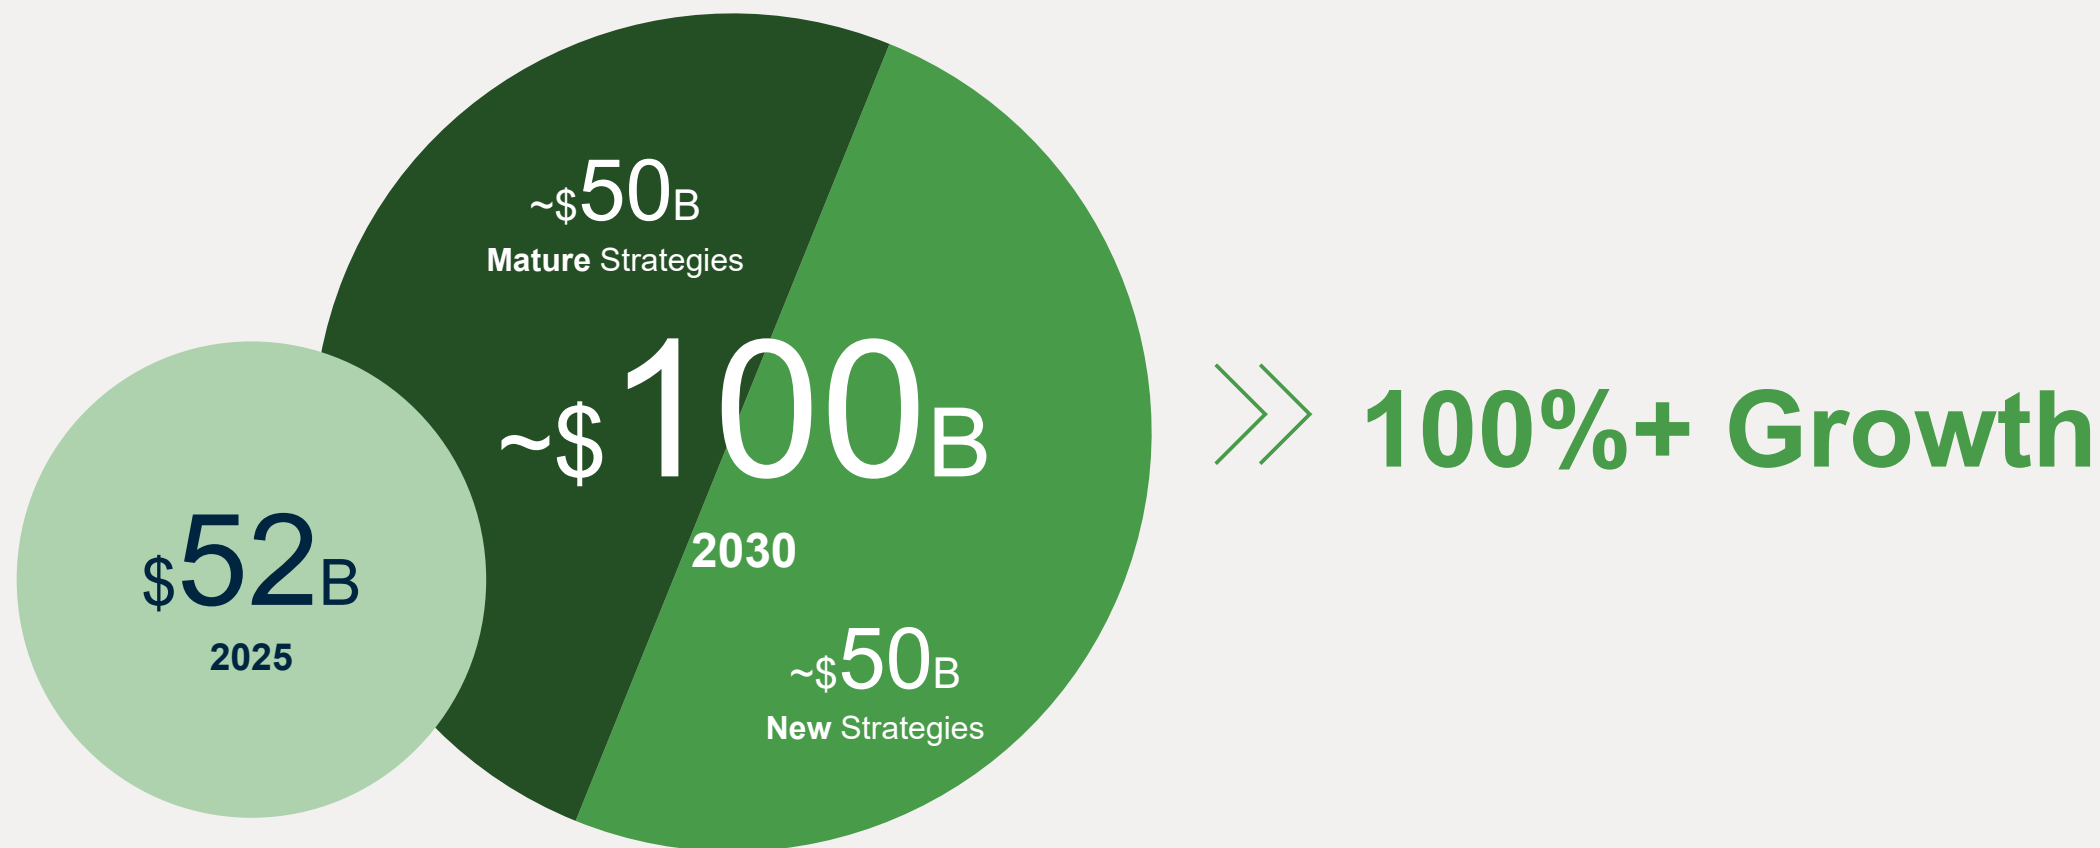 ~$50B
Mature Strategies
~$100B
2030
$52B
2025
~$50B
New Strategies
100%+ Growth